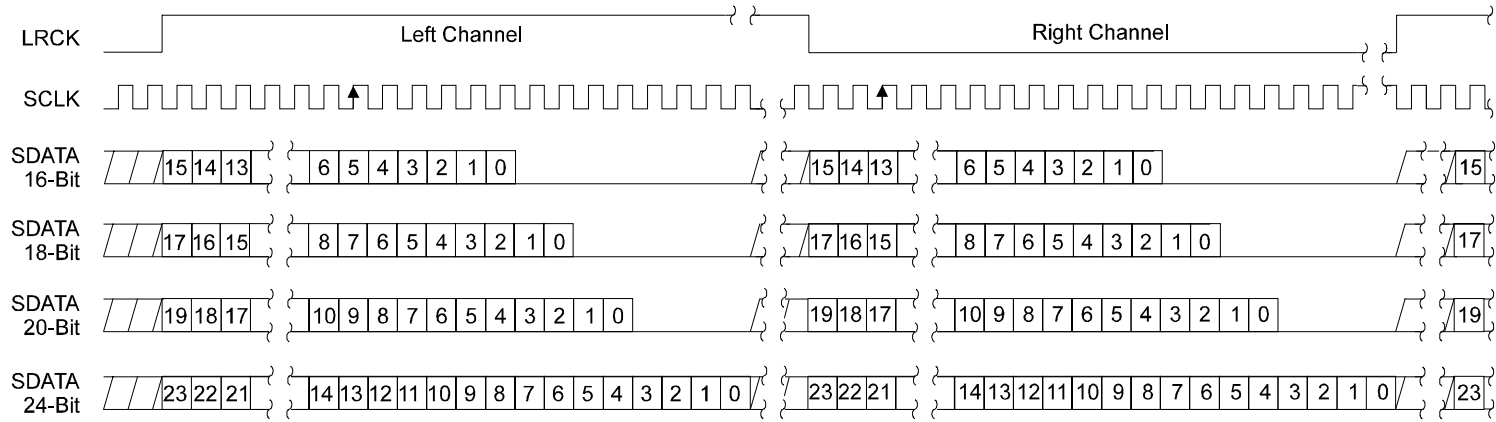 LRCK Left Channel Right Channel
SCLK
SDATA
16-Bit 15 14 13 6 5 4 3 2 1 0 15 14 13 6 5 4 3 2 1 0 15
SDATA
18-Bit 17 16 15 8 7 6 5 4 3 2 1 0 17 16 15 8 7 6 5 4 3 2 1 0 17
SDATA
20-Bit 19 18 17 10 9 8 7 6 5 4 3 2 1 0 19 18 17 10 9 8 7 6 5 4 3 2 1 0 19
SDATA
24-Bit 23 22 21 14 13 12 11 10 9 8 7 6 5 4 3 2 1 0 23 22 21 14 13 12 11 10 9 8 7 6 5 4 3 2 1 0 23